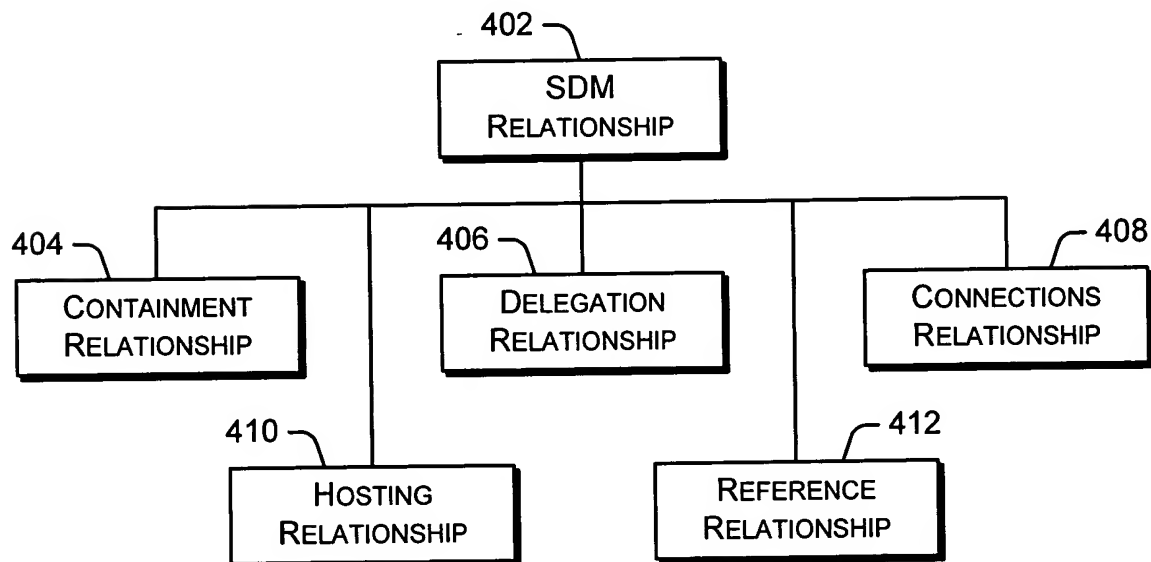 402
SDM
RELATIONSHIP
404
406
408
CONTAINMENT
RELATIONSHIP
DELEGATION
RELATIONSHIP
CONNECTIONS
RELATIONSHIP
410
412
HOSTING
RELATIONSHIP
REFERENCE
RELATIONSHIP